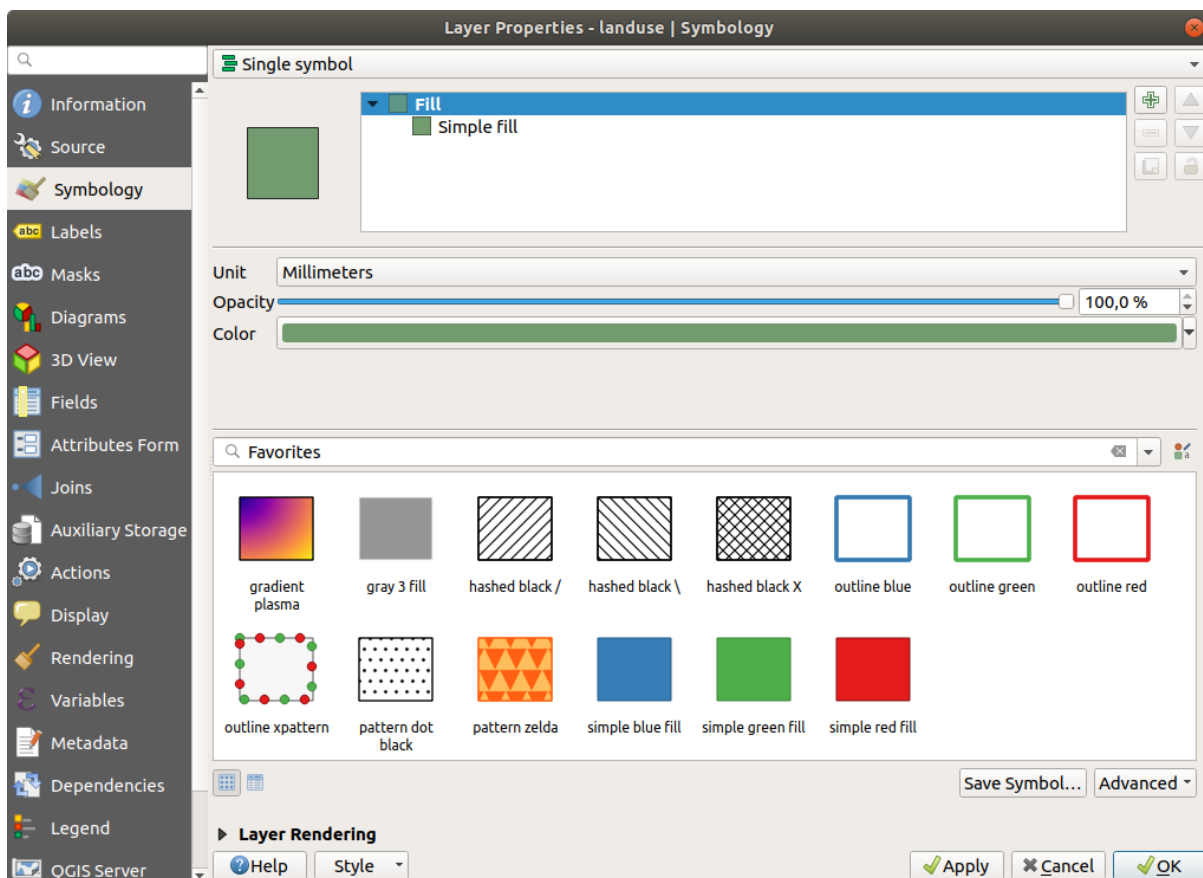 Layer Properties - landuse | Symbology
Information
Source
Symbology
abc Labels
abc Masks
Diagrams
3D View
Fields
Attributes Form
Joins
Auxiliary Storage
Actions
Display
Rendering
Variables
Metadata
Dependencies
Legend
QGIS Server
Single symbol
Fill
Simple fill
Unit Millimeters
Opacity 100,0 %
Color
Favorites
gradient plasma
gray 3 fill
hashed black /
hashed black \
hashed black X
outline blue
outline green
outline red
outline xpattern
pattern dot black
pattern zelda
simple blue fill
simple green fill
simple red fill
Save Symbol...
Advanced
Layer Rendering
Help
Style
Apply
Cancel
OK